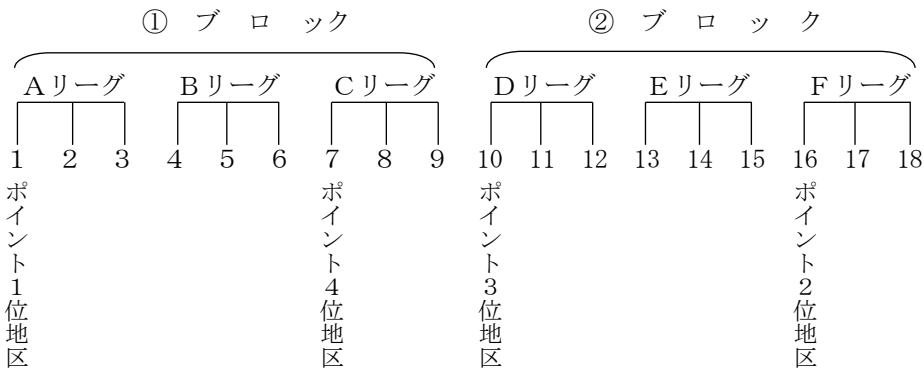 ① ブ ロ ック ② ブ ロ ッ ク
Aリーグ Bリーグ Cリーグ Dリーグ Eリーグ Fリーグ
1 2 3 4 5 6 7 8 9 10 11 12 13 14 15 16 17 18
ポイント1位地区
ポイント4位地区
ポイント3位地区
ポイント2位地区